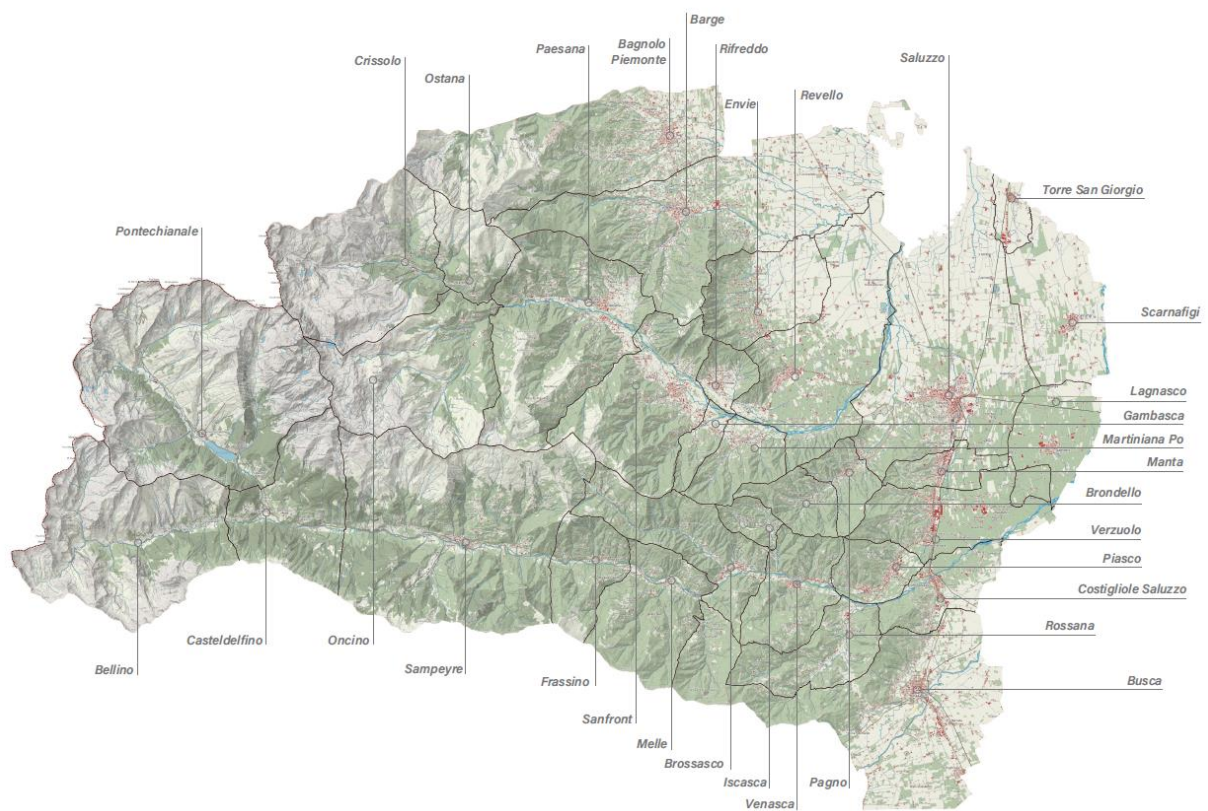 Barge
Bagnolo
Piemonte
Rifreddo
Paesana
Saluzzo
Crissolo
Ostana
Envie
Revello
Torre San Giorgio
Pontechianale
Scarnafigi
Lagnasco
Gambasca
Martiniana Po
Manta
Brondello
Verzuolo
Piasco
Costigliole Saluzzo
Rossana
Busca
Bellino
Casteldelfino
Oncino
Sampeyre
Frassino
Sanfront
Melle
Brossasco
Iscasca
Venasca
Pagno